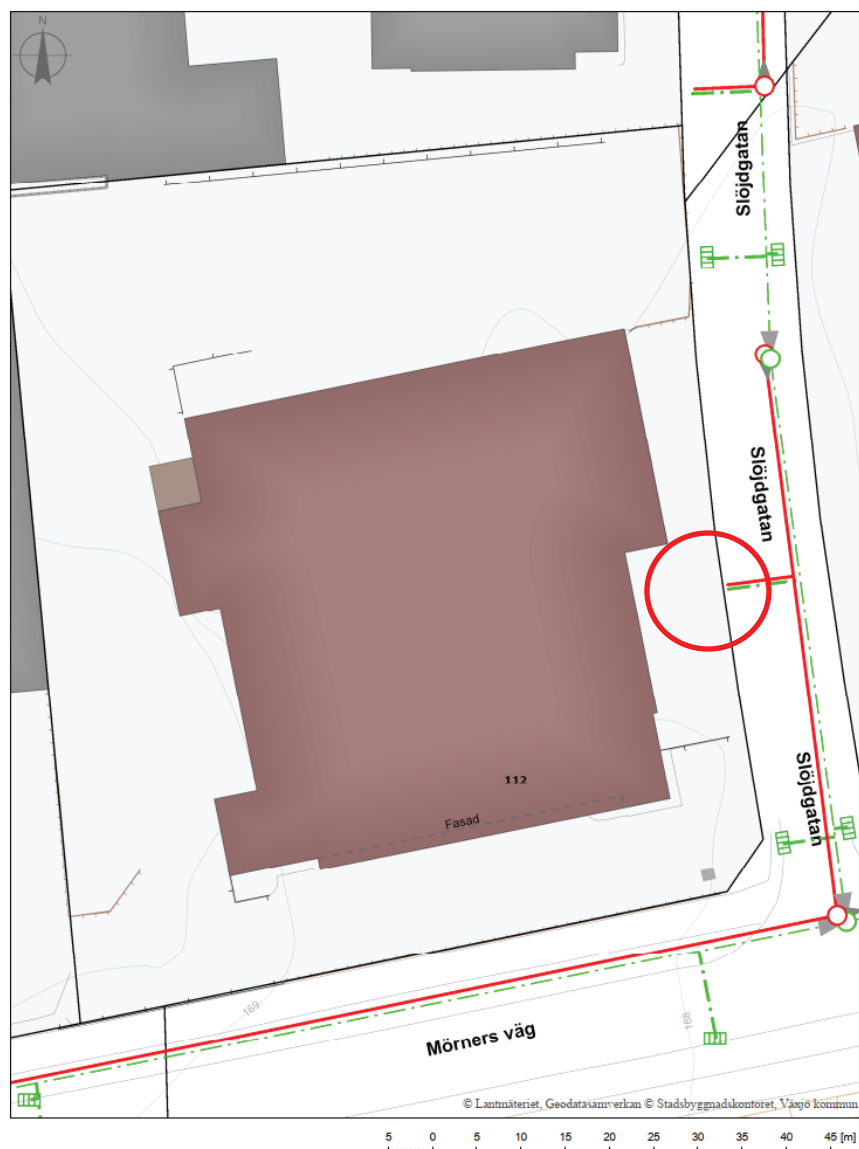 N
Slöjdgatan
Slöjdgatan
Slöjdgatan
112
Fasad
169
168
Mörners väg
© Lantmäteriet, Geodatasamverkan © Stadsbyggnadskontoret, Växjö kommun
5 0 5 10 15 20 25 30 35 40 45 [m]